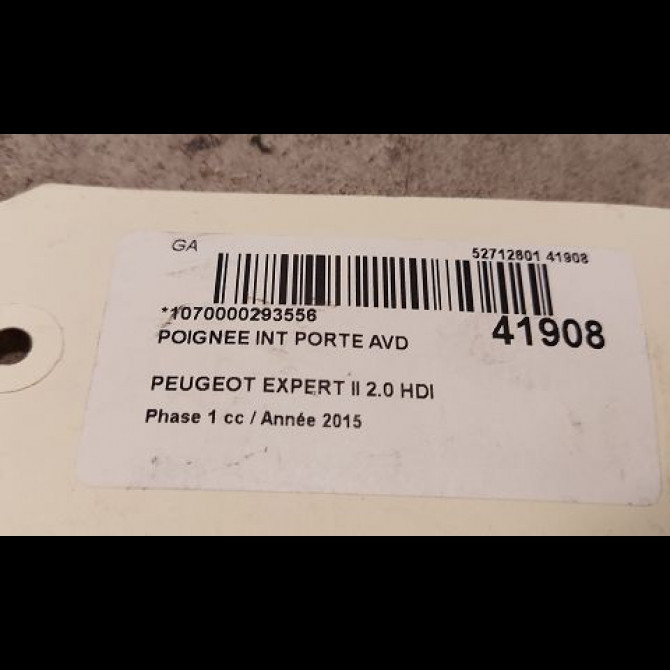 GA
52712801 41908
*1070000293556
41908
POIGNEE INT PORTE AVD
PEUGEOT EXPERT II 2.0 HDI
Phase 1 cc / Année 2015